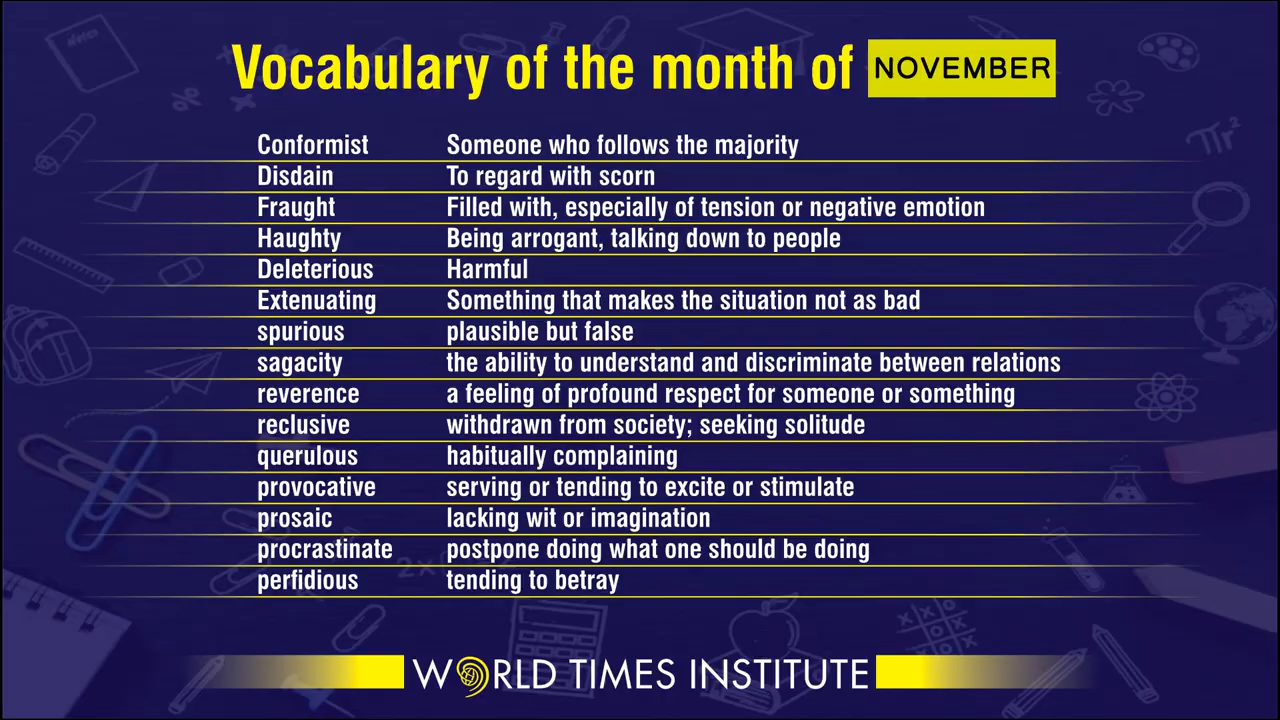 Vocabulary of the month of NOVEMBER
Conformist Someone who follows the majority
Disdain To regard with scorn
Fraught Filled with, especially of tension or negative emotion
Haughty Being arrogant, talking down to people
Deleterious Harmful
Extenuating Something that makes the situation not as bad
spurious plausible but false
sagacity the ability to understand and discriminate between relations
reverence a feeling of profound respect for someone or something
reclusive withdrawn from society; seeking solitude
querulous habitually complaining
provocative serving or tending to excite or stimulate
prosaic lacking wit or imagination
procrastinate postpone doing what one should be doing
perfidious tending to betray
WORLD TIMES INSTITUTE